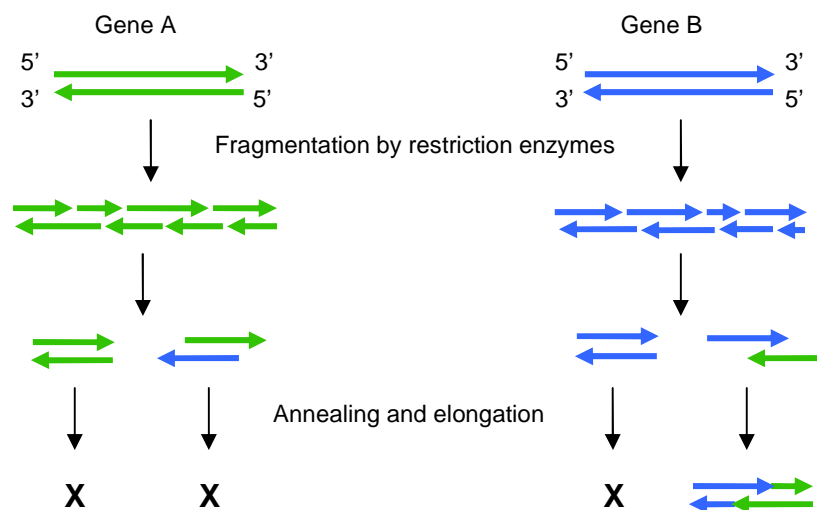 Gene A Gene B
5’ 3’ 5’ 3’
3’ 5’ 3’ 5’
Fragmentation by restriction enzymes
Annealing and elongation
X X X